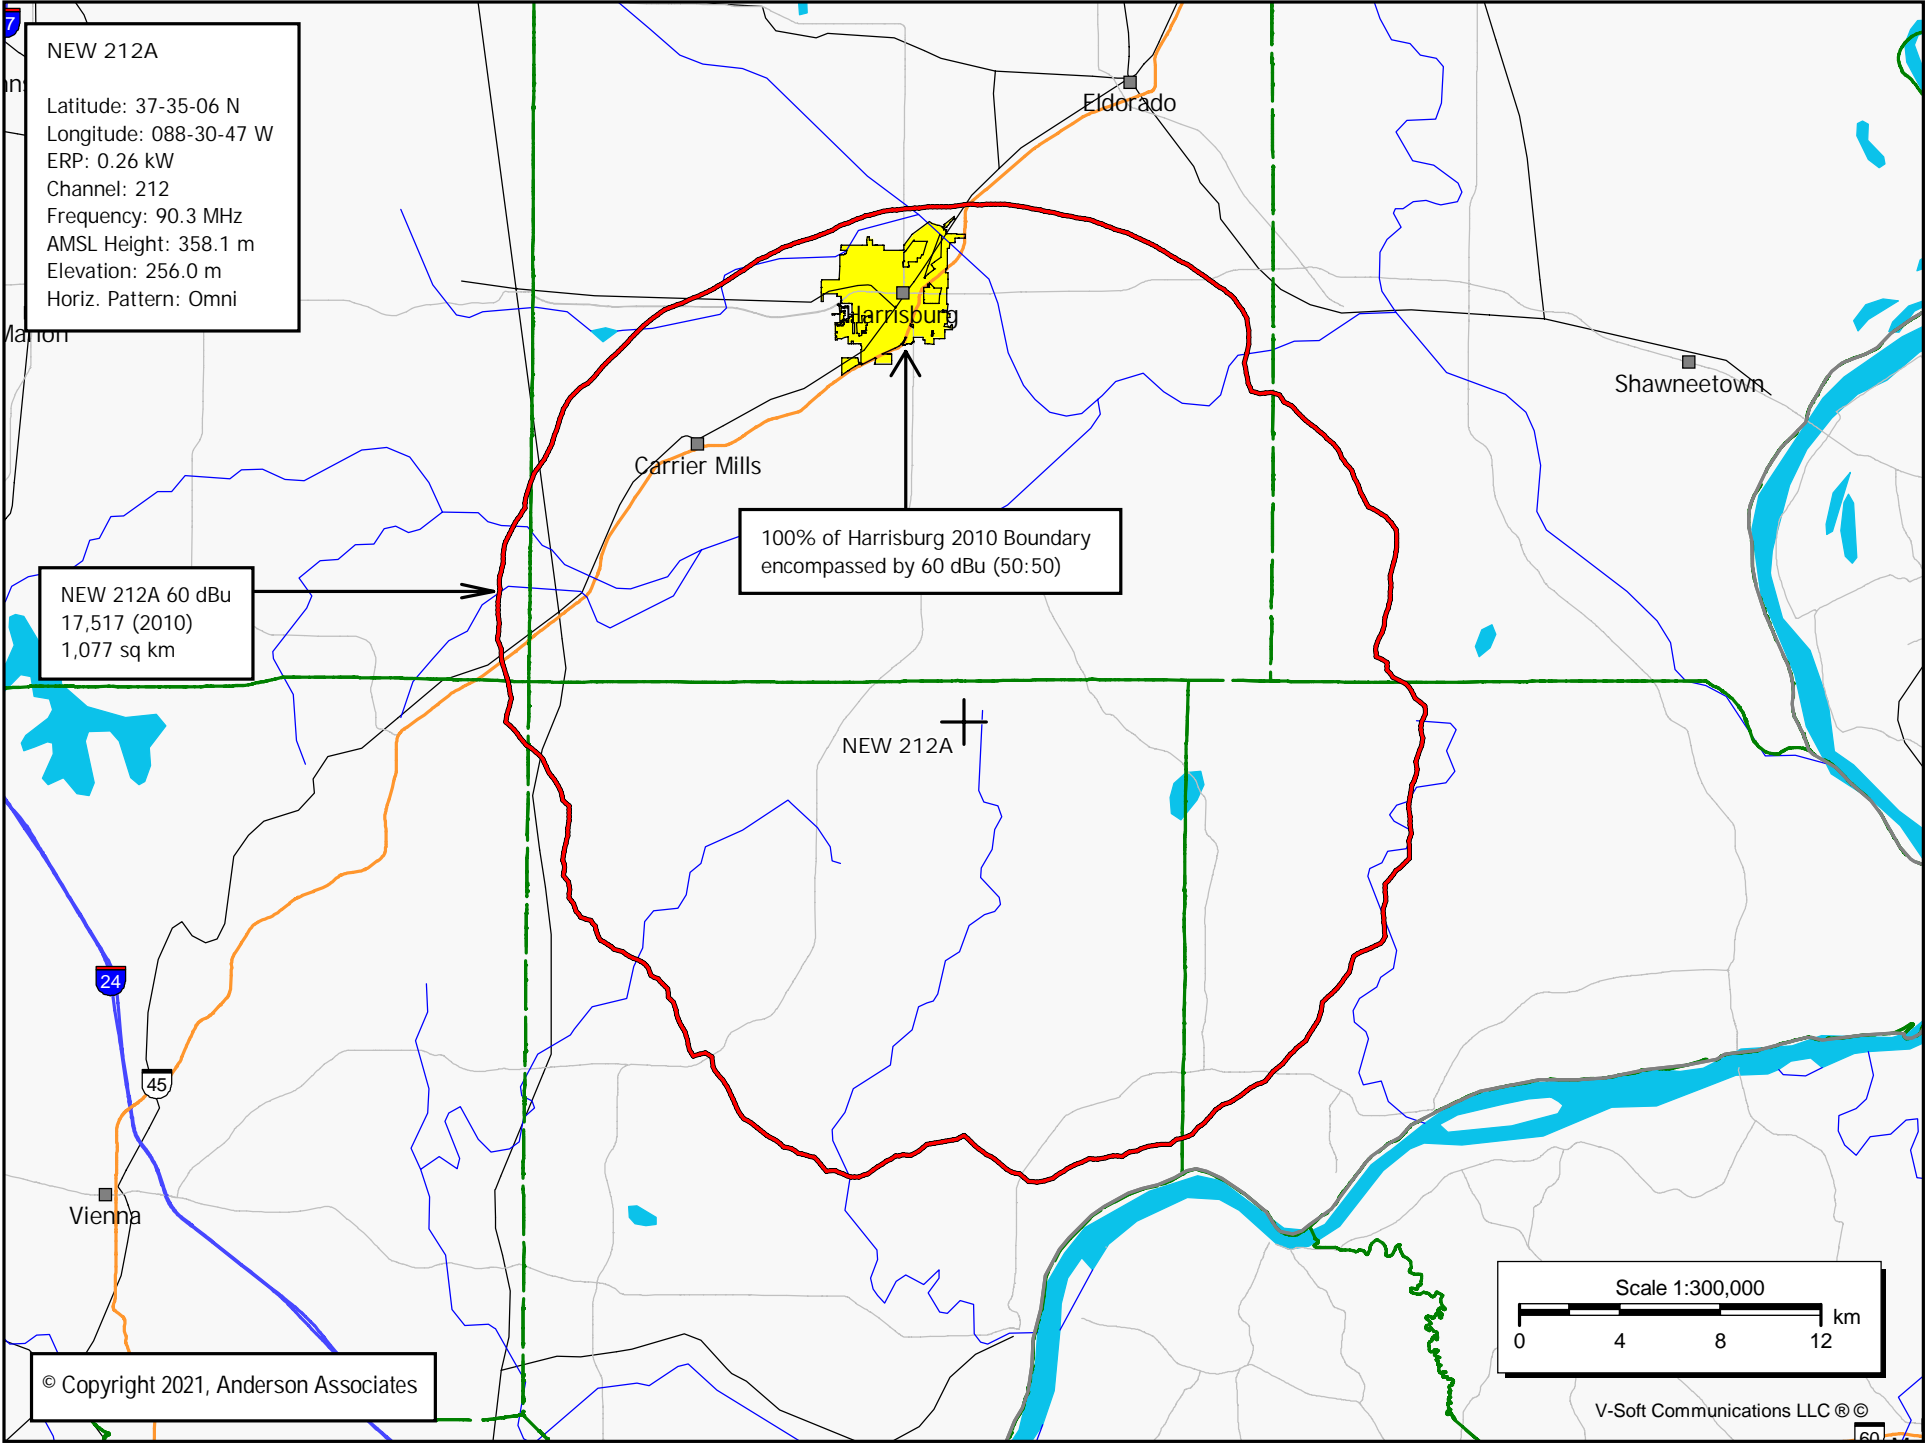 7
NEW 212A
Latitude: 37-35-06 N
Longitude: 088-30-47 W
ERP: 0.26 kW
Channel: 212
Frequency: 90.3 MHz
AMSL Height: 358.1 m
Elevation: 256.0 m
Horiz. Pattern: Omni
Marion
Eldorado
Harrisburg
Shawneetown
Carrier Mills
100% of Harrisburg 2010 Boundary
encompassed by 60 dBu (50:50)
NEW 212A 60 dBu
17,517 (2010)
1,077 sq km
NEW 212A
24
45
Vienna
Scale 1:300,000
km
0 4 8 12
© Copyright 2021, Anderson Associates
V-Soft Communications LLC ® ©
60